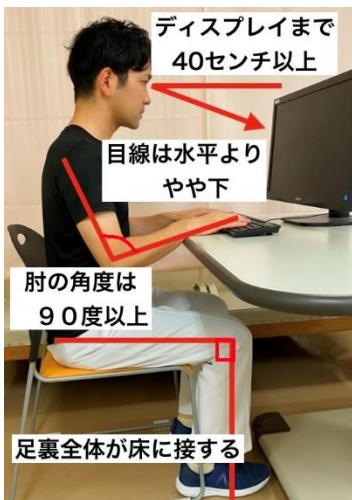 ディスプレイまで
40センチ以上
目線は水平より
やや下
肘の角度は
９０度以上
足裏全体が床に接する